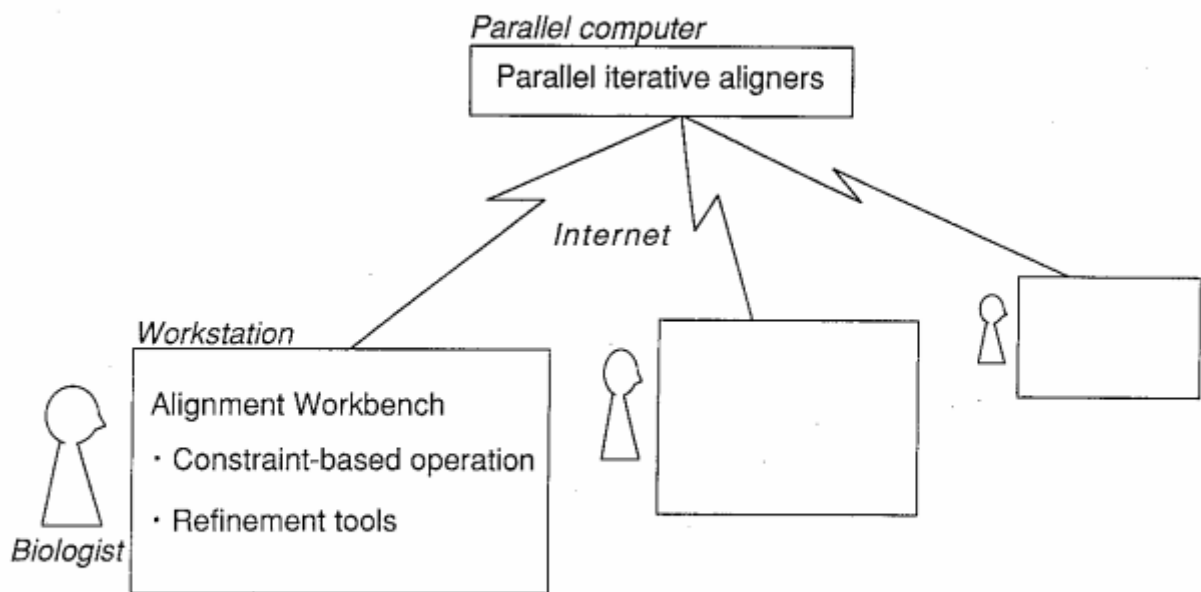 Parallel computer
Parallel iterative aligners
Internet
Workstation
Alignment Workbench
・Constraint-based operation
・Refinement tools
Biologist